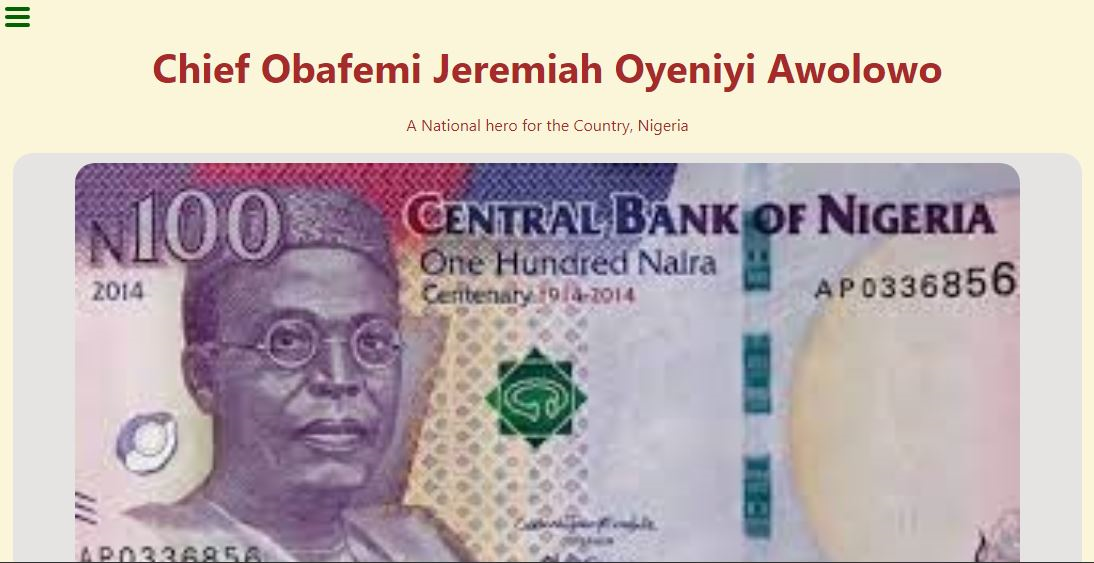 Chief Obafemi Jeremiah Oyeniyi Awolowo
A National hero for the Country, Nigeria
N100
CENTRAL BANK OF NIGERIA
One Hundred Naira
2014
Centenary 1914-2014
AP0336856
AP0336856